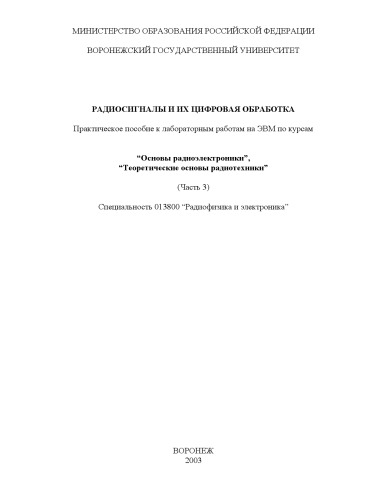 МИНИСТЕРСТВО ОБРАЗОВАНИЯ РОССИЙСКОЙ ФЕДЕРАЦИИ
ВОРОНЕЖСКИЙ ГОСУДАРСТВЕННЫЙ УНИВЕРСИТЕТ
РАДИОСИГНАЛЫ И ИХ ЦИФРОВАЯ ОБРАБОТКА
Практическое пособие к лабораторным работам на ЭВМ по курсам
“Основы радиоэлектроники”,
“Теоретические основы радиотехники”
(Часть 3)
Специальность 013800 “Радиофизика и электроника”
ВОРОНЕЖ
2003